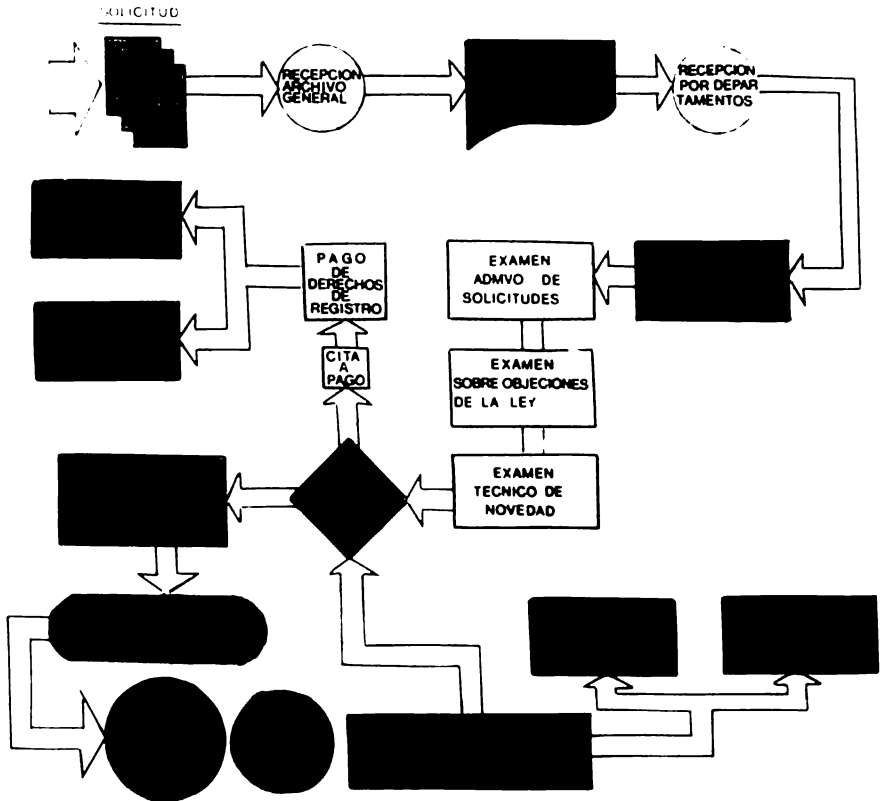 SOLICITUD
RECEPCION
ARCHIVO
GENERAL
RECEPCION
POR DEPAR
TAMENTOS
PAGO
DE
DERECHOS
DE
REGISTRO
EXAMEN
ADMVO DE
SOLICITUDES
CITA
A
PAGO
EXAMEN
SOBRE OBJECIONES
DE LA LEY
EXAMEN
TECNICO DE
NOVEDAD